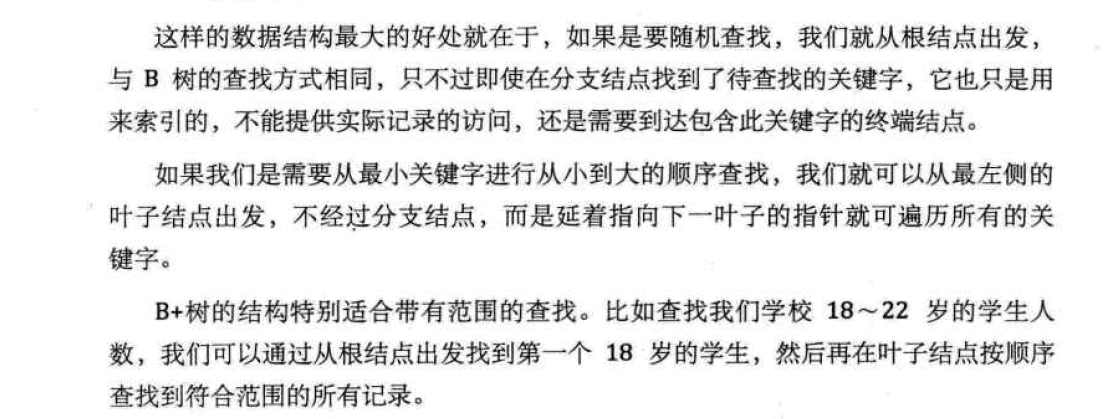 这样的数据结构最大的好处就在于，如果是要随机查找，我们就从根结点出发，
与 B 树的查找方式相同，只不过即使在分支结点找到了待查找的关键字，它也只是用
来索引的，不能提供实际记录的访问，还是需要到达包含此关键字的终端结点。
如果我们是需要从最小关键字进行从小到大的顺序查找，我们就可以从最左侧的
叶子结点出发，不经过分支结点，而是延着指向下一叶子的指针就可遍历所有的关
键字。
B+树的结构特别适合带有范围的查找。比如查找我们学校 18～22 岁的学生人
数，我们可以通过从根结点出发找到第一个 18 岁的学生，然后再在叶子结点按顺序
查找到符合范围的所有记录。